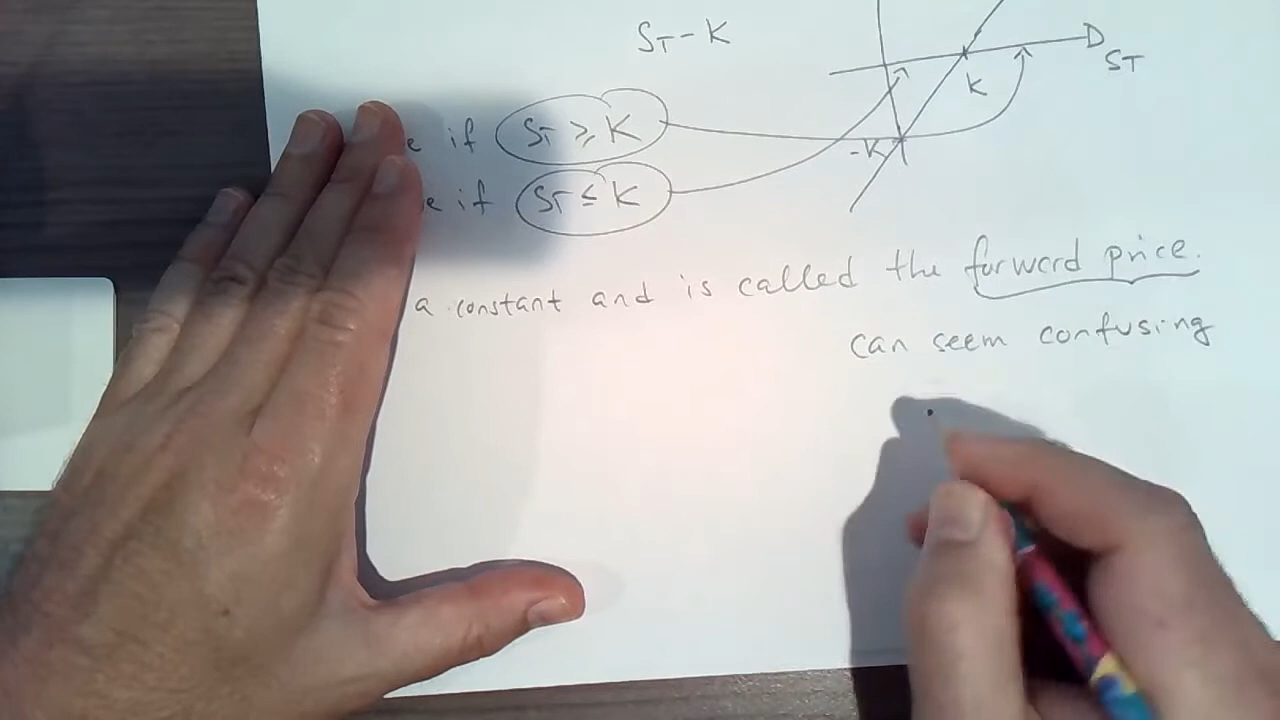 ST-K
ST
K
-K
e if ST ≥ K
e if ST ≤ K
a constant and is called the forward price.
can seem confusing